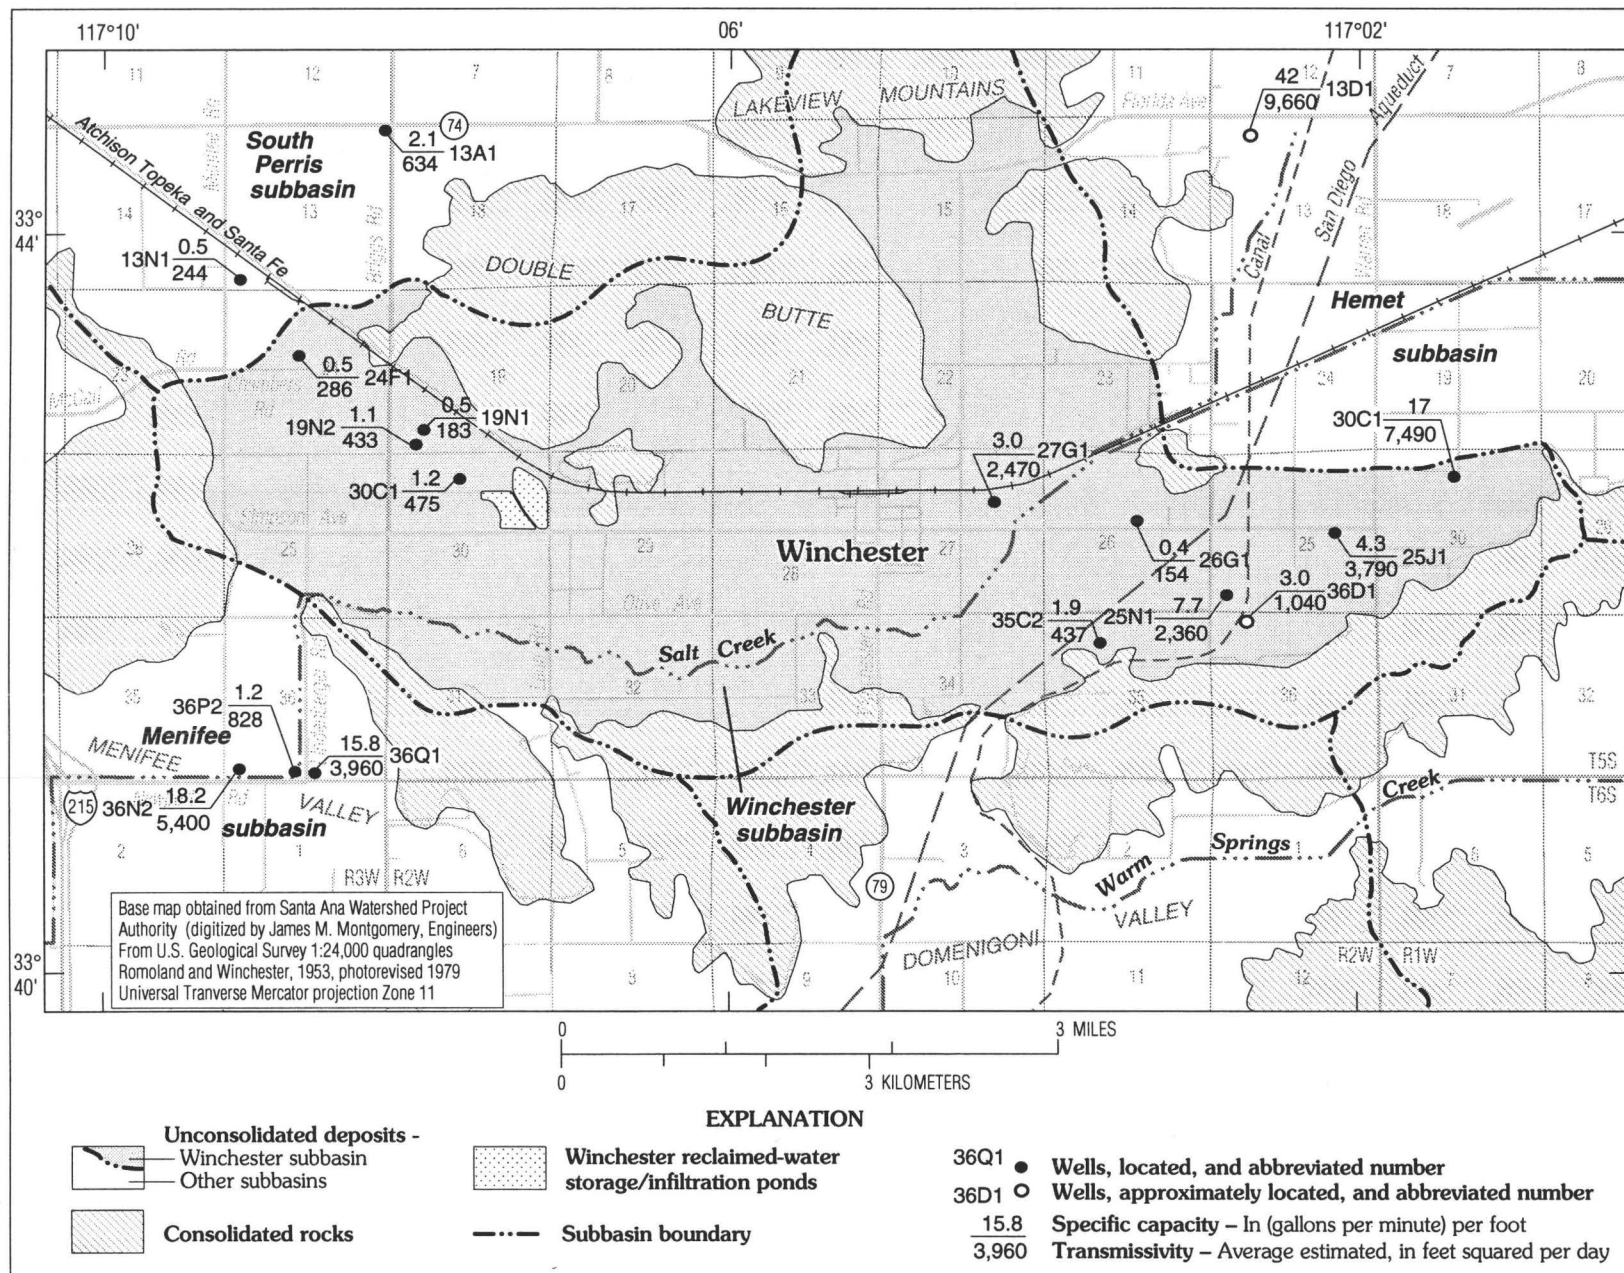 117°10'
06'
117°02'
11
12
7
8
9
10
11
12
7
8
LAKEVIEW MOUNTAINS
Florida Ave
42
9,660
13D1
Aqueduct
Atchison Topeka and Santa Fe
South
Perris
subbasin
74
2.1
634
13A1
33°
44'
14
13
18
17
16
15
14
13
18
17
Briggs Rd
San Diego
Canal
Warren Rd
13N1
0.5
244
DOUBLE
BUTTE
Hemet
subbasin
McCall
Rd
Chambers
Rd
0.5
286
24F1
19
20
21
23
24
19
20
19N2
1.1
433
0.5
183
19N1
30C1
17
7,490
3.0
2,470
27G1
30C1
1.2
475
Simpson Ave
25
30
29
28
27
26
25
30
29
Winchester
0.4
154
26G1
4.3
3,790
25J1
3.0
1,040
36D1
Olive Ave
35C2
1.9
437
25N1
7.7
2,360
Salt Creek
35
36
31
32
33
34
35
36
31
32
36P2
1.2
828
Menifee
MENIFEE
15.8
3,960
36Q1
215
36N2
18.2
5,400
Rd
VALLEY
subbasin
Winchester
subbasin
Creek
T5S
T6S
Springs
Warm
2
1
6
5
4
3
2
1
6
5
R3W
R2W
79
VALLEY
DOMENIGONI
Base map obtained from Santa Ana Watershed Project
Authority (digitized by James M. Montgomery, Engineers)
From U.S. Geological Survey 1:24,000 quadrangles
Romoland and Winchester, 1953, photorevised 1979
Universal Tranverse Mercator projection Zone 11
33°
40'
8
9
10
11
12
R2W
R1W
7
8
0
3 MILES
0
3 KILOMETERS
EXPLANATION
Unconsolidated deposits -
Winchester subbasin
Other subbasins
Consolidated rocks
Winchester reclaimed-water
storage/infiltration ponds
Subbasin boundary
36Q1
Wells, located, and abbreviated number
36D1
Wells, approximately located, and abbreviated number
15.8
Specific capacity – In (gallons per minute) per foot
3,960
Transmissivity – Average estimated, in feet squared per day